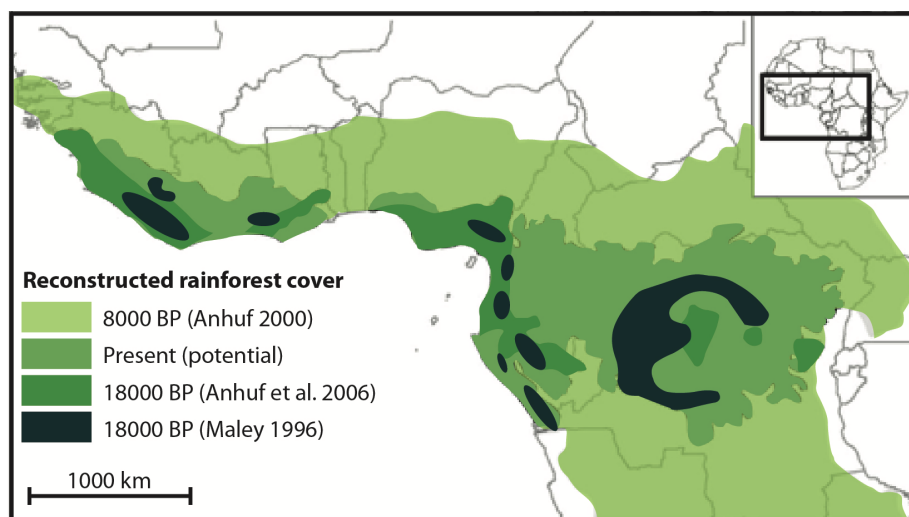 Reconstructed rainforest cover
8000 BP (Anhuf 2000)
Present (potential)
18000 BP (Anhuf et al. 2006)
18000 BP (Maley 1996)
1000 km